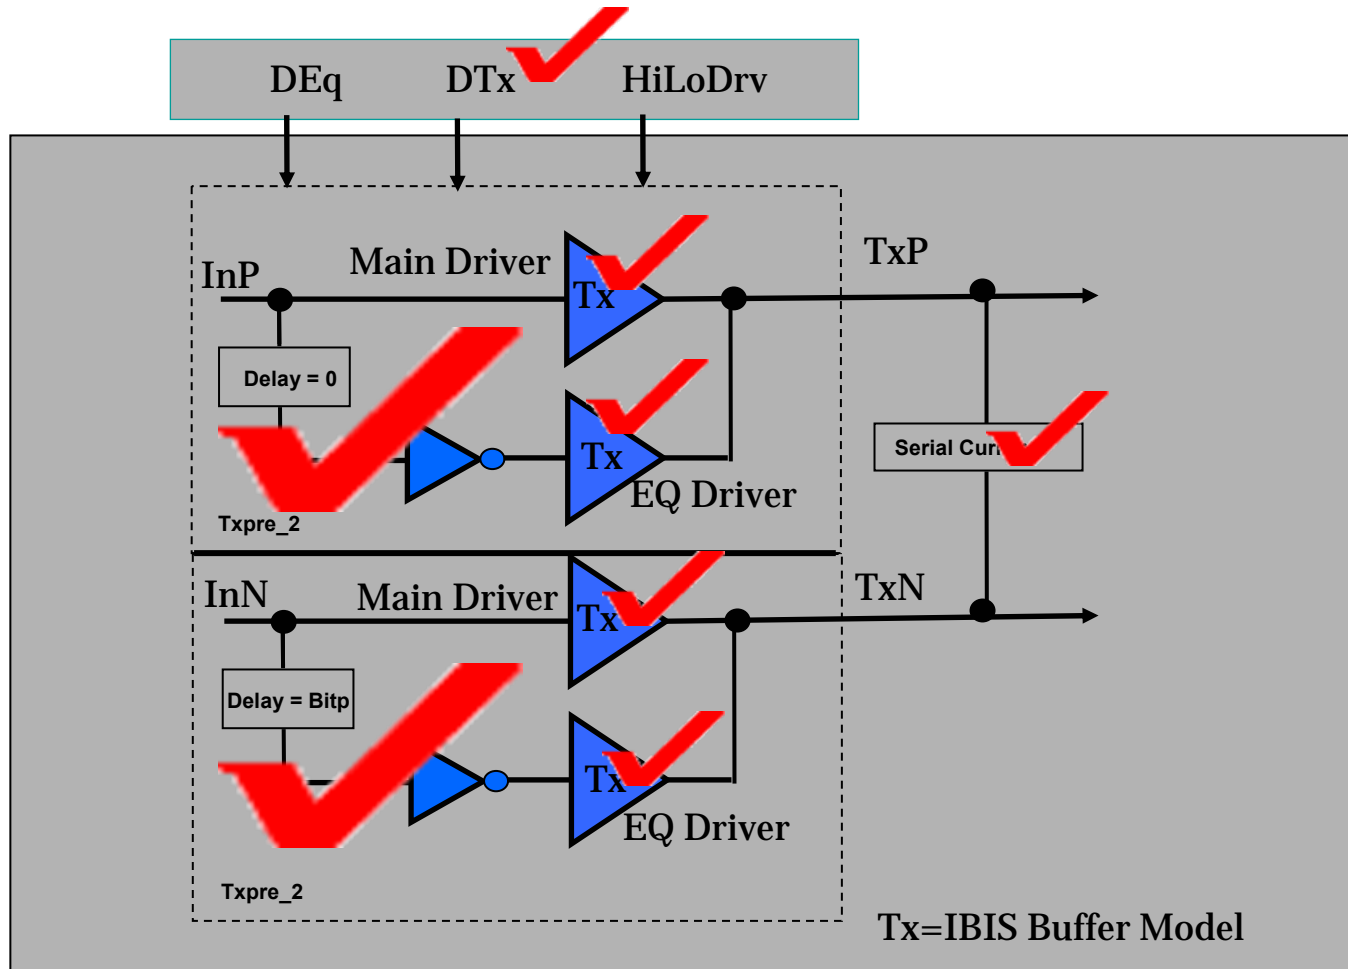 DEq DTx HiLoDrv
TxP
Main Driver
InP
Tx
Delay = 0
Serial
Tx
EQ Driver
Txpre_2
TxN
InN
Main Driver
Tx
Delay = Bitp
Tx
EQ Driver
Txpre_2
Tx=IBIS Buffer Model